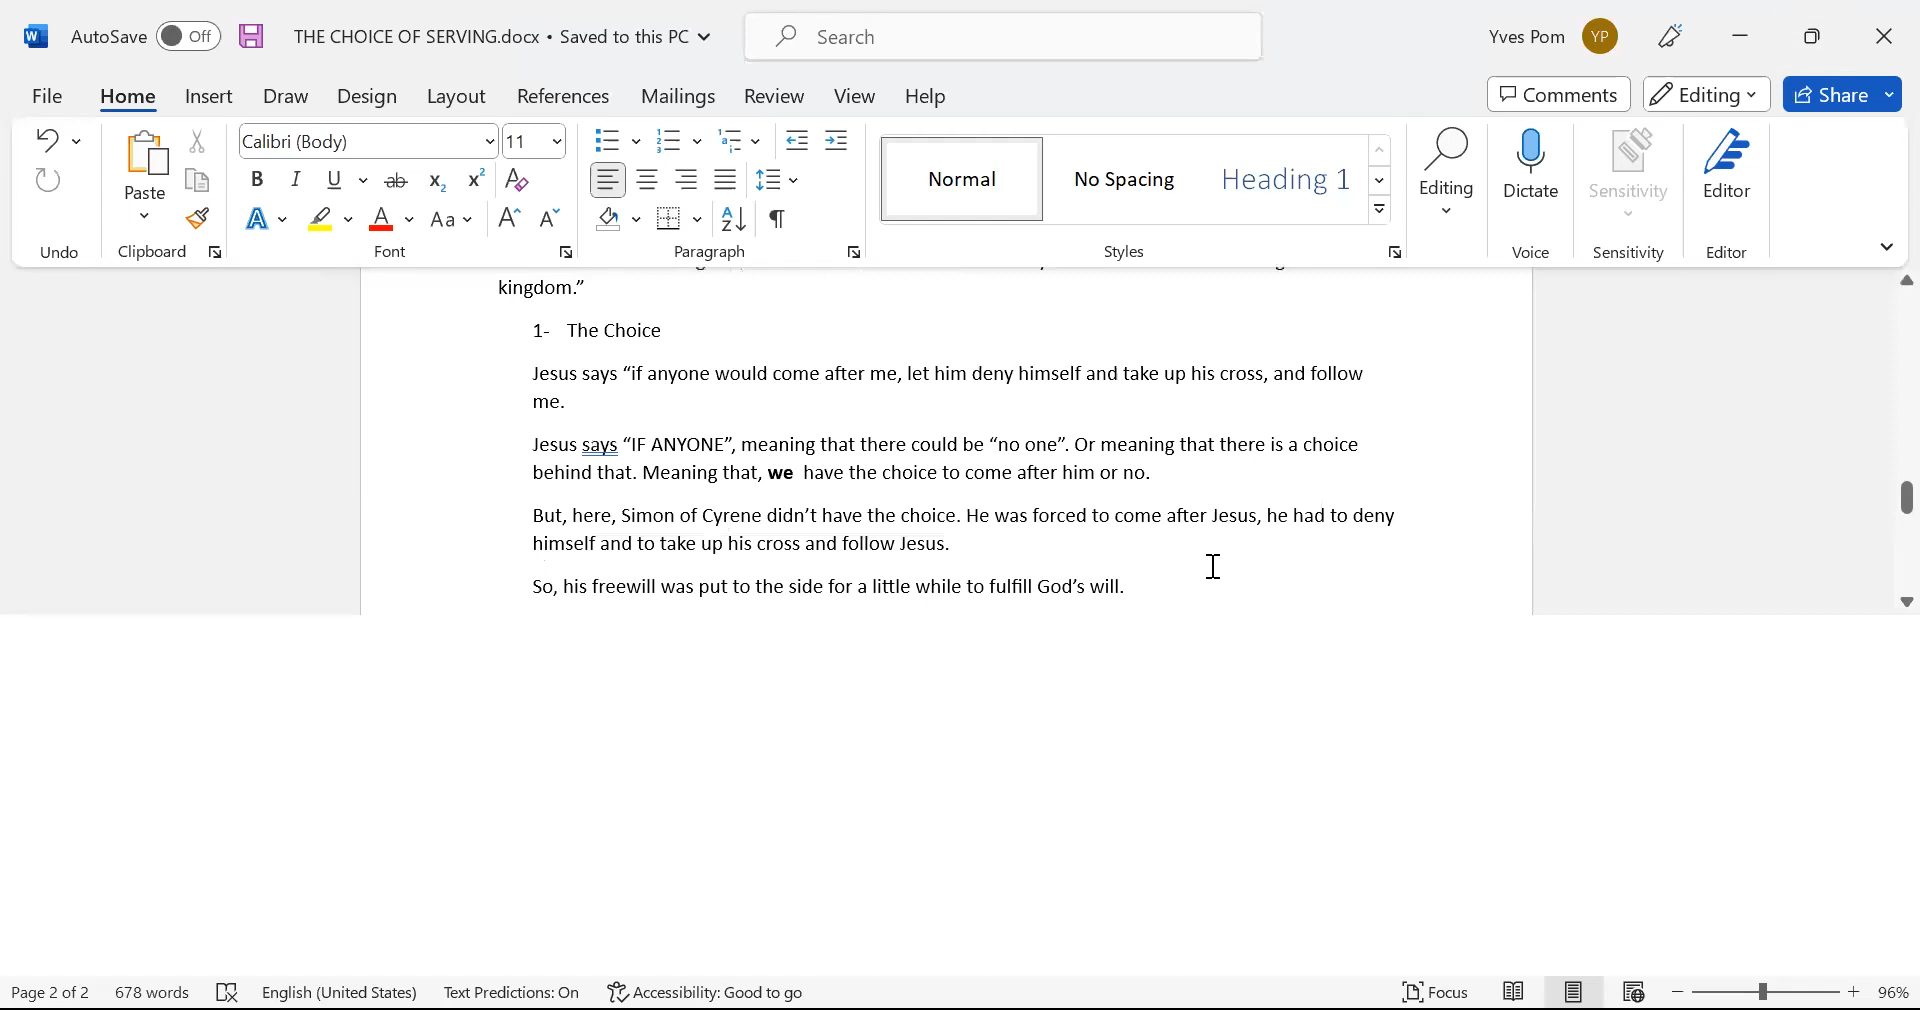 AutoSave Off THE CHOICE OF SERVING.docx • Saved to this PC Search Yves Pom YP
File Home Insert Draw Design Layout References Mailings Review View Help Comments Editing Share
Calibri (Body) 11
Paste
Normal No Spacing Heading 1
Editing Dictate Sensitivity Editor
Undo Clipboard Font Paragraph Styles Voice Sensitivity Editor
kingdom.”
1- The Choice
Jesus says “if anyone would come after me, let him deny himself and take up his cross, and follow
me.
Jesus says “IF ANYONE”, meaning that there could be “no one”. Or meaning that there is a choice
behind that. Meaning that, we have the choice to come after him or no.
But, here, Simon of Cyrene didn’t have the choice. He was forced to come after Jesus, he had to deny
himself and to take up his cross and follow Jesus.
So, his freewill was put to the side for a little while to fulfill God’s will.
Page 2 of 2 678 words English (United States) Text Predictions: On Accessibility: Good to go Focus 96%